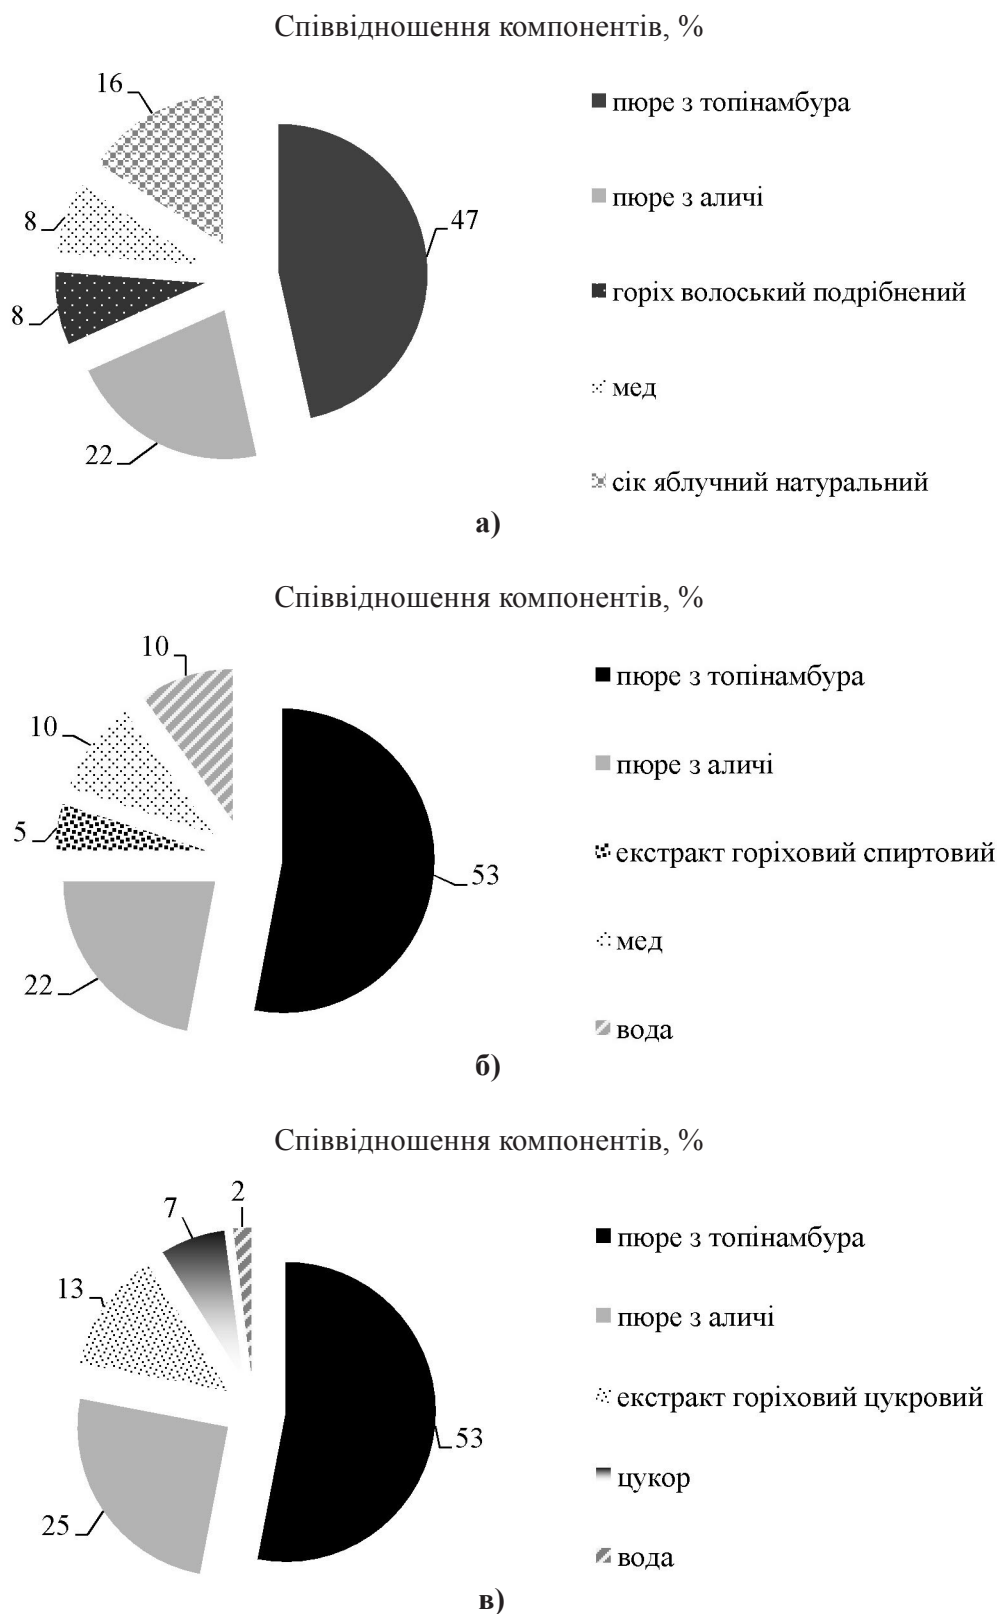 Співвідношення компонентів, %
16
8
8
22
47
пюре з топінамбура
пюре з аличі
горіх волоський подрібнений
мед
сік яблучний натуральний
а)
Співвідношення компонентів, %
10
10
5
22
53
пюре з топінамбура
пюре з аличі
екстракт горіховий спиртовий
мед
вода
б)
Співвідношення компонентів, %
2
7
13
25
53
пюре з топінамбура
пюре з аличі
екстракт горіховий цукровий
цукор
вода
в)